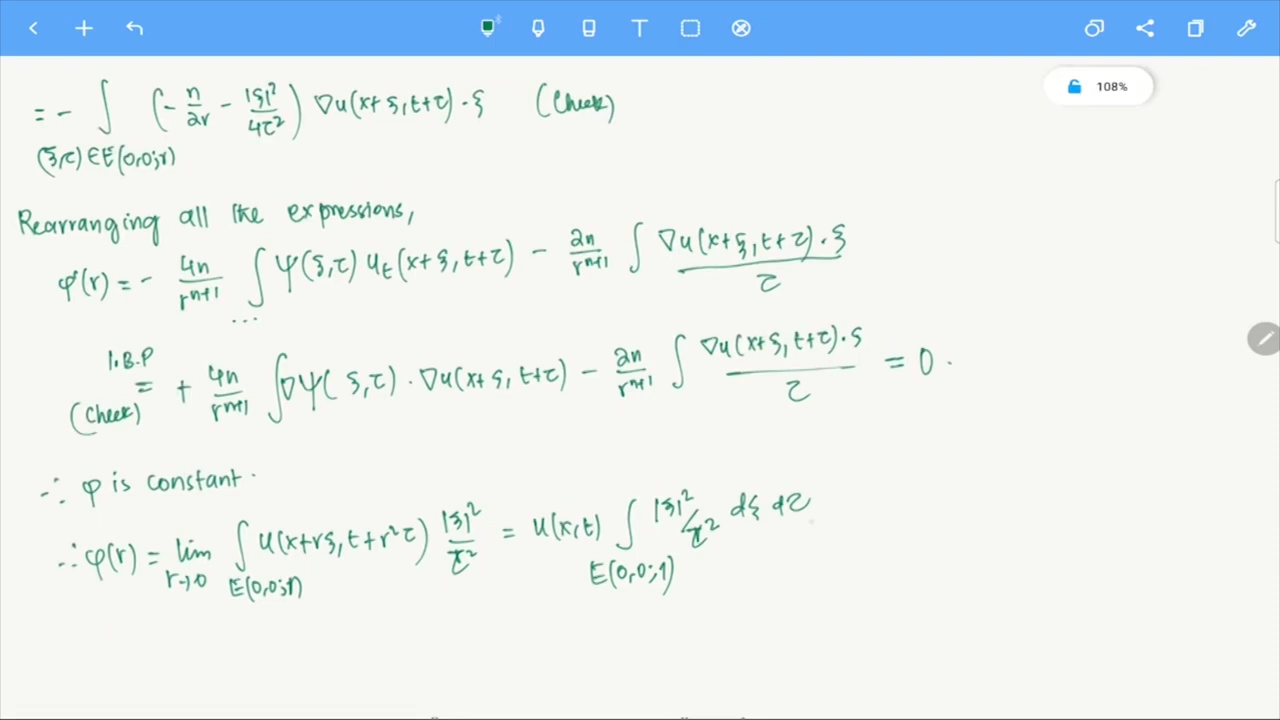 108%
= - ∫ (- n/2r - |ξ|²/4τ²) ∇u(x+ξ, t+τ)·ξ (Check)
(ξ,τ)∈E(0,0;r)
Rearranging all the expressions,
φ'(r) = - 4n/rⁿ⁺¹ ∫ ψ(ξ,τ) u_t(x+ξ, t+τ) - 2n/rⁿ⁺¹ ∫ ∇u(x+ξ, t+τ)·ξ / τ
...
I.B.P
= + 4n/rⁿ⁺¹ ∫ ∇ψ(ξ,τ)·∇u(x+ξ, t+τ) - 2n/rⁿ⁺¹ ∫ ∇u(x+ξ, t+τ)·ξ / τ = 0.
(Check)
∴ φ is constant.
∴ φ(r) = lim ∫ u(x+rξ, t+r²τ) |ξ|²/τ² = u(x,t) ∫ |ξ|²/τ² dξ dτ
r→0 E(0,0;1) E(0,0;1)